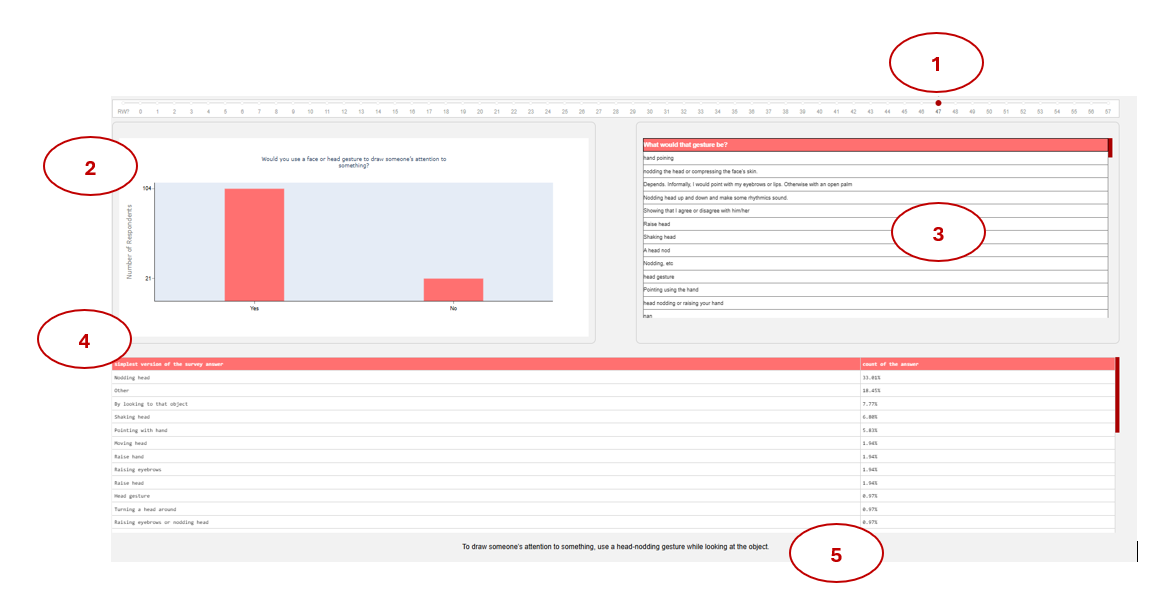 1
RW? 0 1 2 3 4 5 6 7 8 9 10 11 12 13 14 15 16 17 18 19 20 21 22 23 24 25 26 27 28 29 30 31 32 33 34 35 36 37 38 39 40 41 42 43 44 45 46 47 48 49 50 51 52 53 54 55 56 57
2
Would you use a face or head gesture to draw someone's attention to
something?
104
21
Number of Respondents
Yes
No
What would that gesture be?
hand poining
nodding the head or compressing the face's skin.
Depends. Informally, I would point with my eyebrows or lips. Otherwise with an open palm
Nodding head up and down and make some rhythmics sound.
Showing that I agree or disagree with him/her
Raise head
Shaking head
A head nod
Nodding, etc
head gesture
Pointing using the hand
head nodding or raising your hand
han
3
4
simplest version of the survey answer
count of the answer
Nodding head
33.01%
Other
18.45%
By looking to that object
7.77%
Shaking head
6.80%
Pointing with hand
5.83%
Moving head
1.94%
Raise hand
1.94%
Raising eyebrows
1.94%
Raise head
1.94%
Head gesture
0.97%
Turning a head around
0.97%
Raising eyebrows or nodding head
0.97%
To draw someone's attention to something, use a head-nodding gesture while looking at the object.
5